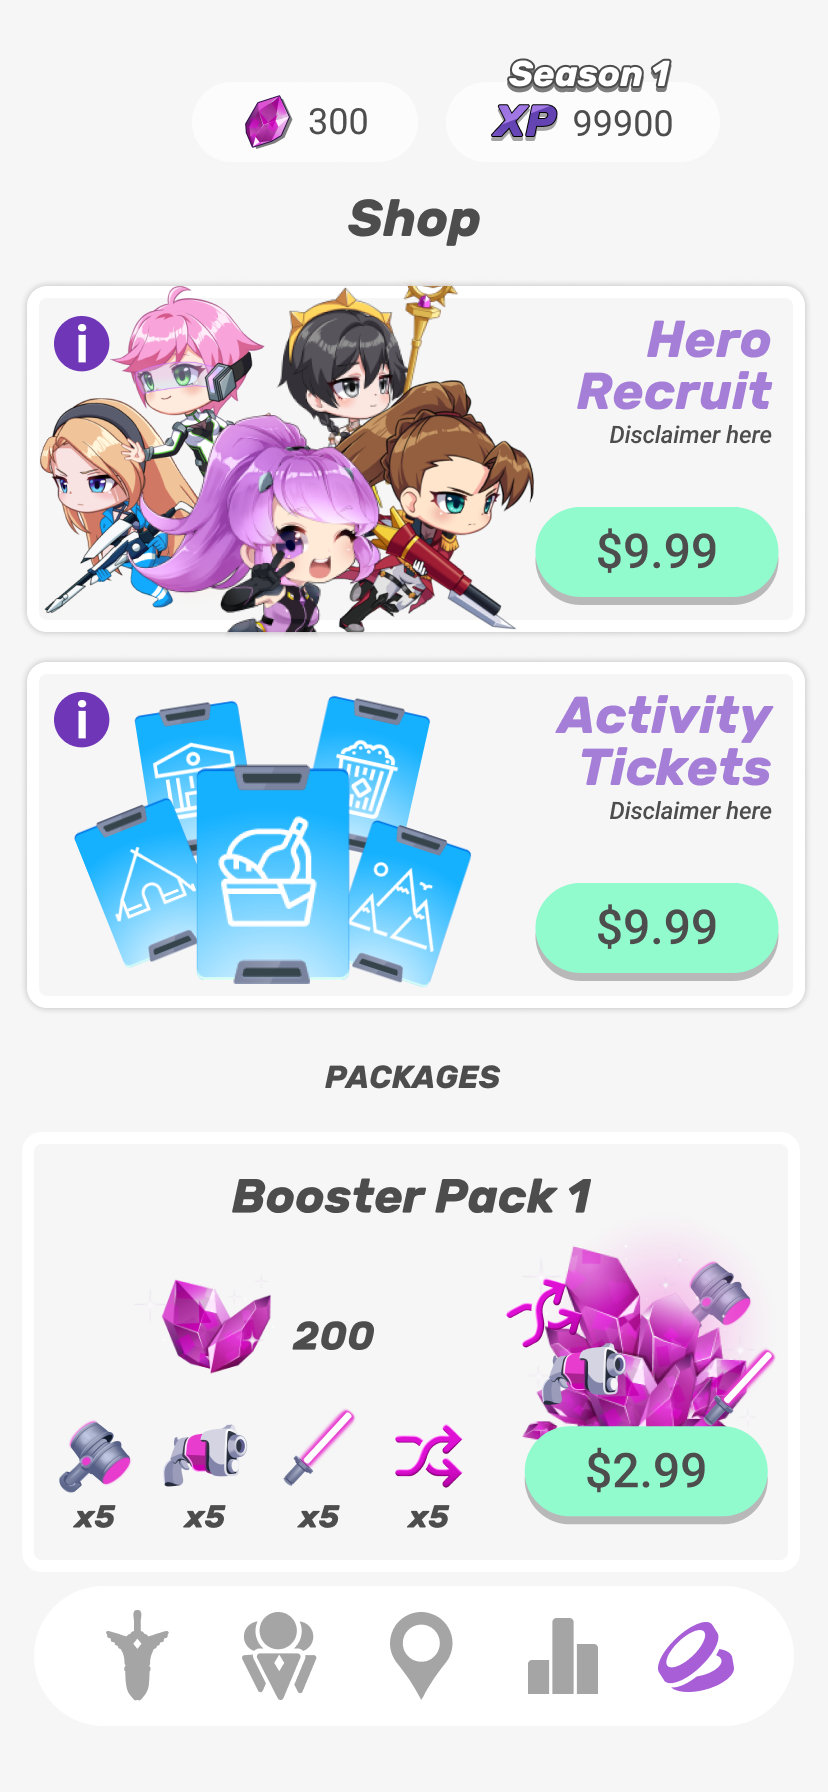 Season 1
300
XP 99900
Shop
i
Hero
Recruit
Disclaimer here
$9.99
i
Activity
Tickets
Disclaimer here
$9.99
PACKAGES
Booster Pack 1
200
x5 x5 x5 x5
$2.99